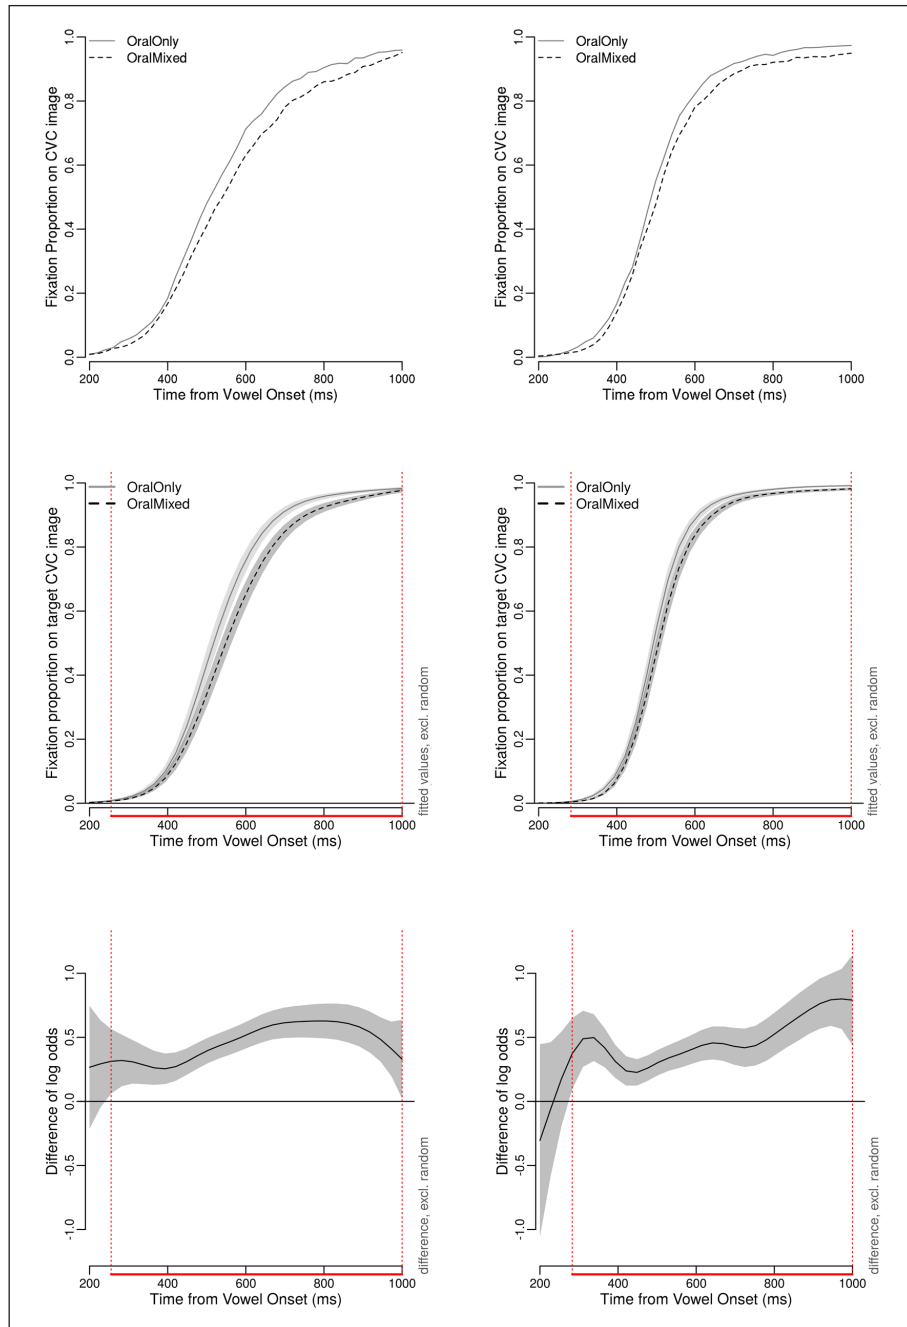 OralOnly
OralMixed
Fixation Proportion on CVC image
0.0 0.2 0.4 0.6 0.8 1.0
200 400 600 800 1000
Time from Vowel Onset (ms)
OralOnly
OralMixed
Fixation Proportion on CVC image
0.0 0.2 0.4 0.6 0.8 1.0
200 400 600 800 1000
Time from Vowel Onset (ms)
OralOnly
OralMixed
Fixation proportion on target CVC image
0.0 0.2 0.4 0.6 0.8 1.0
200 400 600 800 1000
Time from Vowel Onset (ms)
fitted values, excl. random
OralOnly
OralMixed
Fixation proportion on target CVC image
0.0 0.2 0.4 0.6 0.8 1.0
200 400 600 800 1000
Time from Vowel Onset (ms)
fitted values, excl. random
Difference of log odds
-1.0 -0.5 0.0 0.5 1.0
200 400 600 800 1000
Time from Vowel Onset (ms)
difference, excl. random
Difference of log odds
-1.0 -0.5 0.0 0.5 1.0
200 400 600 800 1000
Time from Vowel Onset (ms)
difference, excl. random